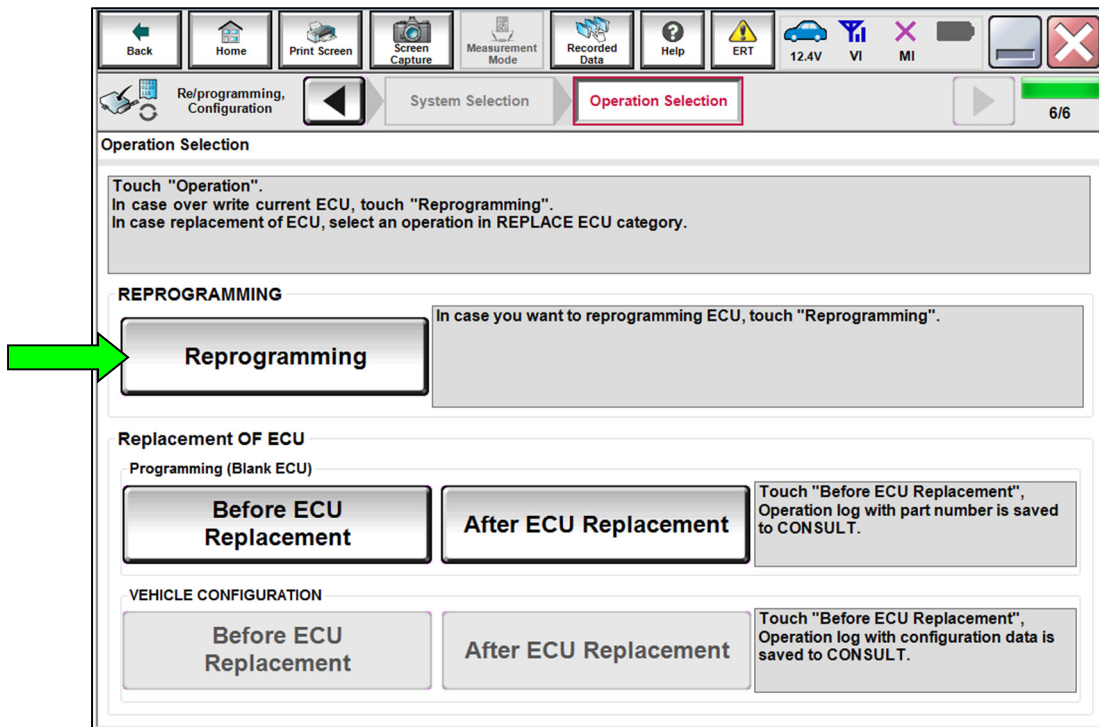 Back
Home
Print Screen
Screen
Capture
Measurement
Mode
Recorded
Data
Help
ERT
12.4V
VI
MI
Re/programming,
Configuration
System Selection
Operation Selection
6/6
Operation Selection
Touch "Operation".
In case over write current ECU, touch "Reprogramming".
In case replacement of ECU, select an operation in REPLACE ECU category.
REPROGRAMMING
Reprogramming
In case you want to reprogramming ECU, touch "Reprogramming".
Replacement OF ECU
Programming (Blank ECU)
Before ECU
Replacement
After ECU Replacement
Touch "Before ECU Replacement",
Operation log with part number is saved
to CONSULT.
VEHICLE CONFIGURATION
Before ECU
Replacement
After ECU Replacement
Touch "Before ECU Replacement",
Operation log with configuration data is
saved to CONSULT.